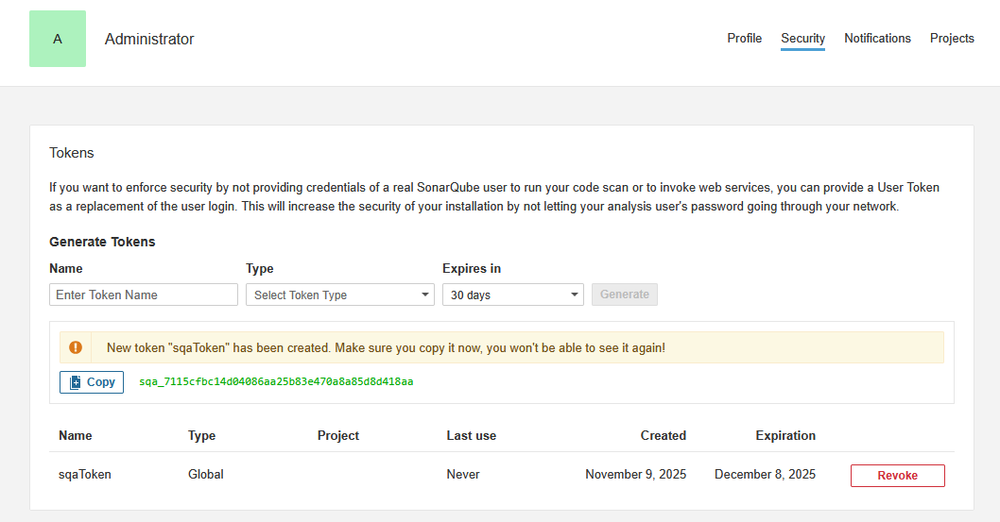 A
Administrator
Profile Security Notifications Projects
Tokens
If you want to enforce security by not providing credentials of a real SonarQube user to run your code scan or to invoke web services, you can provide a User Token
as a replacement of the user login. This will increase the security of your installation by not letting your analysis user's password going through your network.
Generate Tokens
Name Type Expires in
Enter Token Name Select Token Type 30 days Generate
New token "sqaToken" has been created. Make sure you copy it now, you won't be able to see it again!
Copy sqa_7115cfbc14d04086aa25b83e470a8a85d8d418aa
Name Type Project Last use Created Expiration
sqaToken Global Never November 9, 2025 December 8, 2025 Revoke